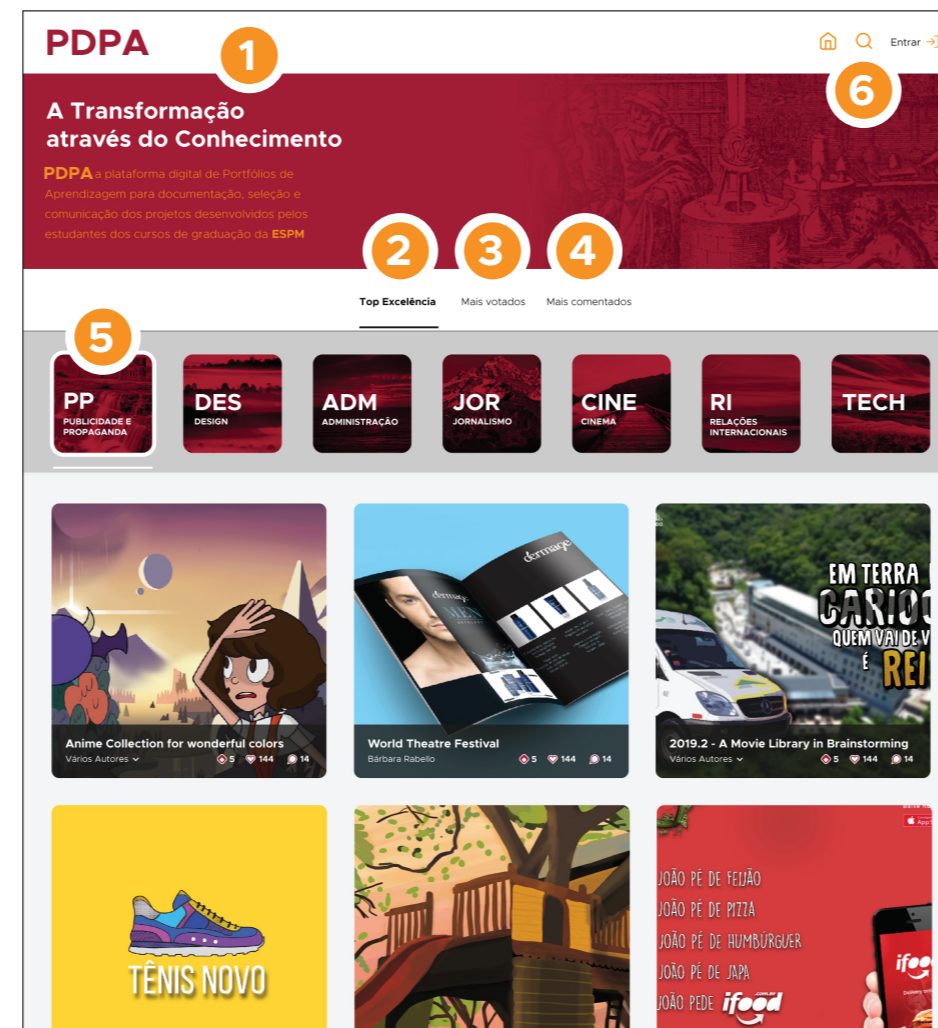 PDPA
1
6
Entrar
A Transformação
através do Conhecimento
PDPA a plataforma digital de Portfólios de
Aprendizagem para documentação, seleção e
comunicação dos projetos desenvolvidos pelos
estudantes dos cursos de graduação da ESPM
2 3 4
Top Excelência Mais votados Mais comentados
5
PP
PUBLICIDADE E
PROPAGANDA
DES
DESIGN
ADM
ADMINISTRAÇÃO
JOR
JORNALISMO
CINE
CINEMA
RI
RELAÇÕES
INTERNACIONAIS
TECH
dermage
dermage
MEN
EM TERRA
CARIOC
QUEM VAI DE V
É REI
Anime Collection for wonderful colors
Vários Autores
5 144 14
World Theatre Festival
Bárbara Rabello
5 144 14
2019.2 - A Movie Library in Brainstorming
Vários Autores
5 144 14
TÊNIS NOVO
JOÃO PÉ DE FEIJÃO
JOÃO PÉ DE PIZZA
JOÃO PÉ DE HUMBÚRGUER
JOÃO PÉ DE JAPA
JOÃO PEDE ifood
.COM.BR
ifood